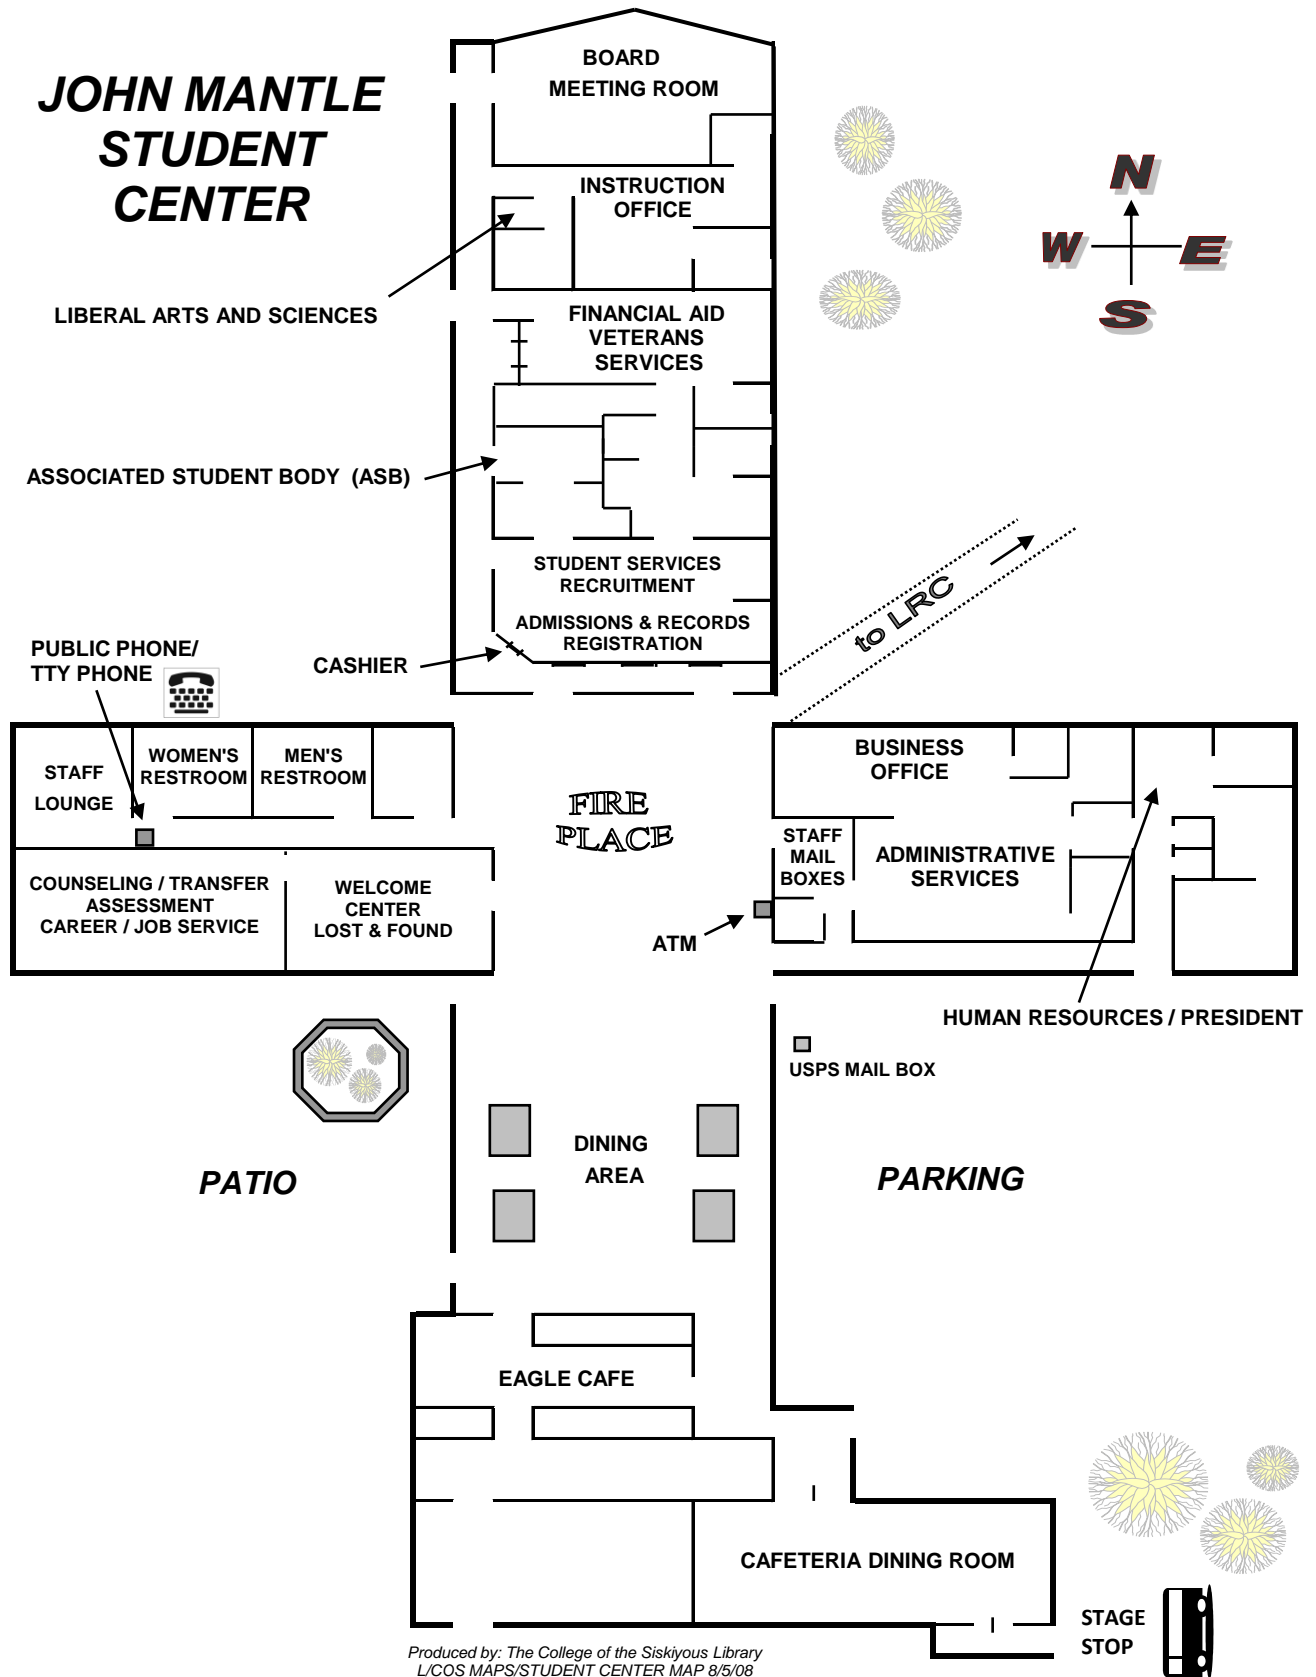 JOHN MANTLE
STUDENT
CENTER
BOARD
MEETING ROOM
N
W
E
S
INSTRUCTION
OFFICE
LIBERAL ARTS AND SCIENCES
FINANCIAL AID
VETERANS
SERVICES
ASSOCIATED STUDENT BODY (ASB)
STUDENT SERVICES
RECRUITMENT
to LRC
ADMISSIONS & RECORDS
REGISTRATION
CASHIER
PUBLIC PHONE/
TTY PHONE
STAFF
LOUNGE
WOMEN'S
RESTROOM
MEN'S
RESTROOM
FIRE
PLACE
BUSINESS
OFFICE
STAFF
MAIL
BOXES
ADMINISTRATIVE
SERVICES
COUNSELING / TRANSFER
ASSESSMENT
CAREER / JOB SERVICE
WELCOME
CENTER
LOST & FOUND
ATM
HUMAN RESOURCES / PRESIDENT
USPS MAIL BOX
DINING
AREA
PATIO
PARKING
EAGLE CAFE
CAFETERIA DINING ROOM
STAGE
STOP
Produced by: The College of the Siskiyous Library
L/COS MAPS/STUDENT CENTER MAP 8/5/08